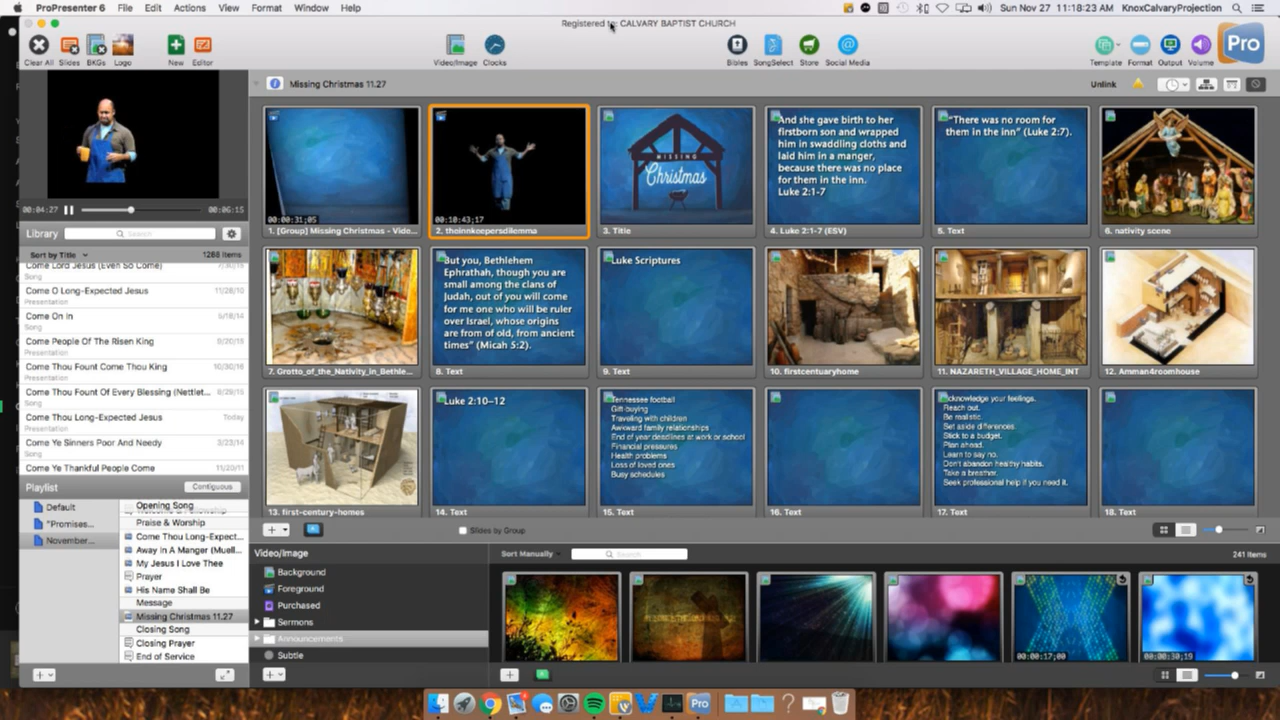 ProPresenter 6 File Edit Actions View Format Window Help
Sun Nov 27 11:18:23 AM KnoxCalvaryProjection
Registered to: CALVARY BAPTIST CHURCH
Clear All Slides BKGs Logo New Editor Video/Image Clocks Bibles SongSelect Store Social Media Template Format Output Volume
Pro
Missing Christmas 11.27
Unlink
00:04:27
00:06:15
Library
Search
Sort by Title
1288 Items
Come Lord Jesus (Even So Come)
7/30/15
Song
Come O Long-Expected Jesus
11/28/10
Presentation
Come On In
5/18/14
Song
Come People Of The Risen King
9/20/15
Presentation
Come Thou Fount Come Thou King
10/30/16
Presentation
Come Thou Fount Of Every Blessing (Nettlet...
8/29/15
Song
Come Thou Long-Expected Jesus
Today
Presentation
Come Ye Sinners Poor And Needy
3/23/14
Song
Come Ye Thankful People Come
11/20/11
Playlist
Contiguous
Default
"Promises...
November...
Opening Song
Praise & Worship
Come Thou Long-Expect...
Away In A Manger (Muell...
My Jesus I Love Thee
Prayer
His Name Shall Be
Message
Missing Christmas 11.27
Closing Song
Closing Prayer
End of Service
00:00:31;05
1. [Group] Missing Christmas - Vide...
00:10:43;17
2. theinnkeepersdilemma
MISSING
Christmas
3. Title
And she gave birth to her
firstborn son and wrapped
him in swaddling cloths and
laid him in a manger,
because there was no place
for them in the inn.
Luke 2:1-7
4. Luke 2:1-7 (ESV)
"There was no room for
them in the inn" (Luke 2:7).
5. Text
6. nativity scene
7. Grotto_of_the_Nativity_in_Bethle...
But you, Bethlehem
Ephrathah, though you are
small among the clans of
Judah, out of you will come
for me one who will be ruler
over Israel, whose origins
are from of old, from ancient
times" (Micah 5:2).
8. Text
Luke Scriptures
9. Text
10. firstcentuaryhome
11. NAZARETH_VILLAGE_HOME_INT
12. Amman4roomhouse
13. first-century-homes
Luke 2:10–12
14. Text
Tennessee football
Gift-buying
Traveling with children
Awkward family relationships
End of year deadlines at work or school
Financial pressures
Health problems
Loss of loved ones
Busy schedules
15. Text
16. Text
Acknowledge your feelings.
Reach out.
Be realistic.
Set aside differences.
Stick to a budget.
Plan ahead.
Learn to say no.
Don't abandon healthy habits.
Take a breather.
Seek professional help if you need it.
17. Text
18. Text
Slides by Group
Video/Image
Background
Foreground
Purchased
Sermons
Announcements
Subtle
Sort Manually
Search
241 Items
00:00:17;00
00:00:30;19
Pro